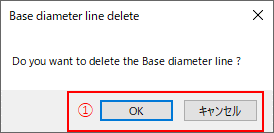 Base diameter line delete
Do you want to delete the Base diameter line ?
① OK キャンセル